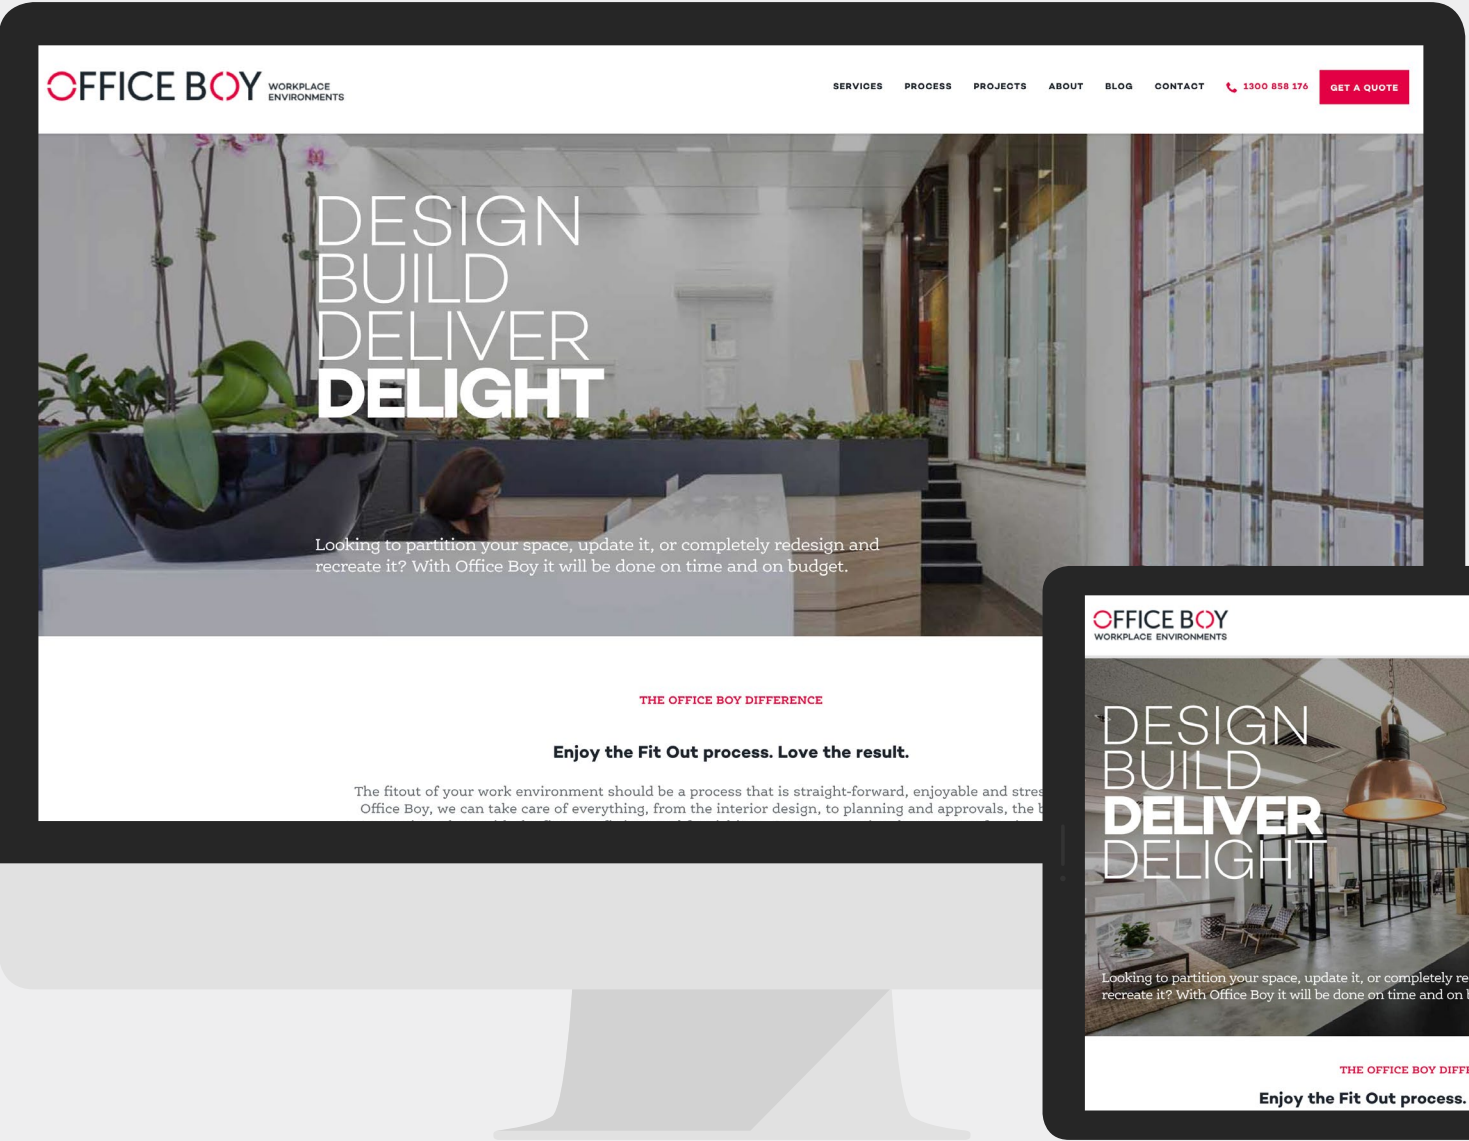 OFFICE BOY WORKPLACE ENVIRONMENTS
SERVICES PROCESS PROJECTS ABOUT BLOG CONTACT 1300 858 176 GET A QUOTE
DESIGN
BUILD
DELIVER
DELIGHT
Looking to partition your space, update it, or completely redesign and
recreate it? With Office Boy it will be done on time and on budget.
THE OFFICE BOY DIFFERENCE
Enjoy the Fit Out process. Love the result.
The fitout of your work environment should be a process that is straight-forward, enjoyable and stres
Office Boy, we can take care of everything, from the interior design, to planning and approvals, the b
OFFICE BOY
WORKPLACE ENVIRONMENTS
DESIGN
BUILD
DELIVER
DELIGHT
Looking to partition your space, update it, or completely re
recreate it? With Office Boy it will be done on time and on b
THE OFFICE BOY DIFFE
Enjoy the Fit Out process.